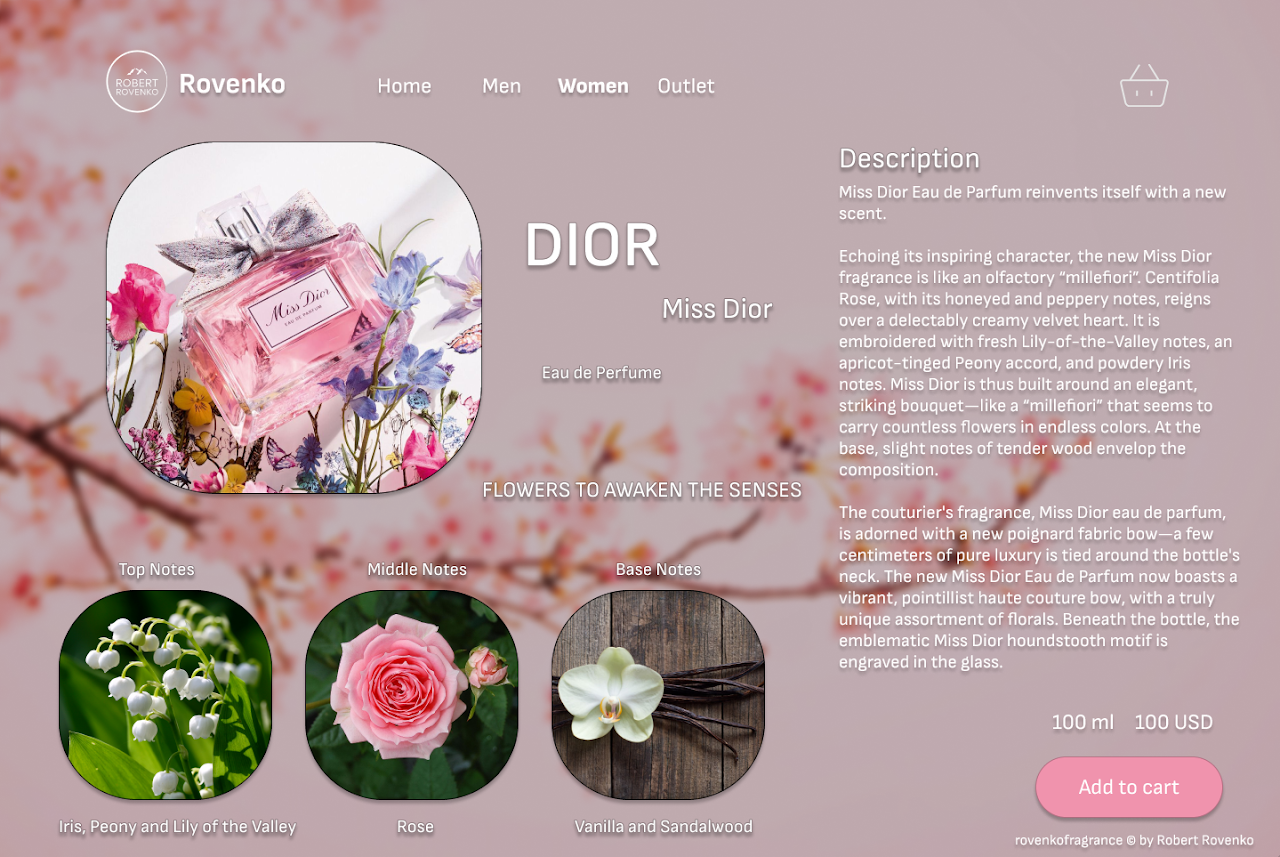 ROBERT
ROVENKO
Rovenko
Home
Men
Women
Outlet
Miss Dior
EAU DE PARFUM
DIOR
Miss Dior
Eau de Perfume
FLOWERS TO AWAKEN THE SENSES
Description
Miss Dior Eau de Parfum reinvents itself with a new
scent.
Echoing its inspiring character, the new Miss Dior
fragrance is like an olfactory “millefiori”. Centifolia
Rose, with its honeyed and peppery notes, reigns
over a delectably creamy velvet heart. It is
embroidered with fresh Lily-of-the-Valley notes, an
apricot-tinged Peony accord, and powdery Iris
notes. Miss Dior is thus built around an elegant,
striking bouquet—like a “millefiori” that seems to
carry countless flowers in endless colors. At the
base, slight notes of tender wood envelop the
composition.
The couturier's fragrance, Miss Dior eau de parfum,
is adorned with a new poignard fabric bow—a few
centimeters of pure luxury is tied around the bottle's
neck. The new Miss Dior Eau de Parfum now boasts a
vibrant, pointillist haute couture bow, with a truly
unique assortment of florals. Beneath the bottle, the
emblematic Miss Dior houndstooth motif is
engraved in the glass.
Top Notes
Middle Notes
Base Notes
Iris, Peony and Lily of the Valley
Rose
Vanilla and Sandalwood
100 ml
100 USD
Add to cart
rovenkofragrance © by Robert Rovenko